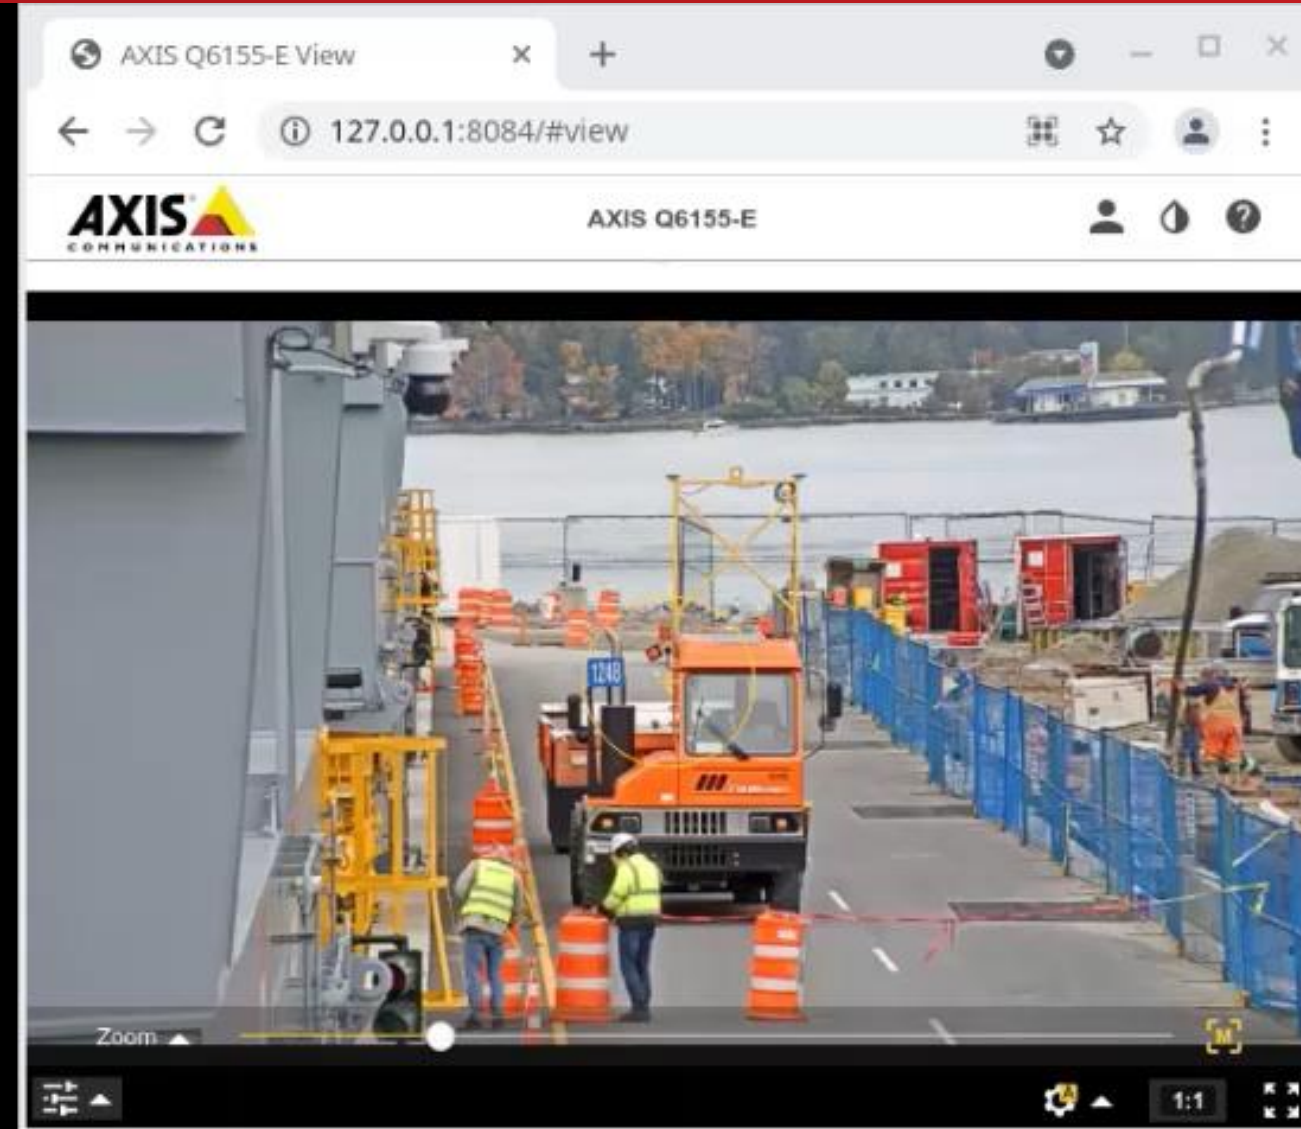 AXIS Q6155-E View
127.0.0.1:8084/#view
AXIS
COMMUNICATIONS
AXIS Q6155-E
1248
Zoom
M
A
1:1